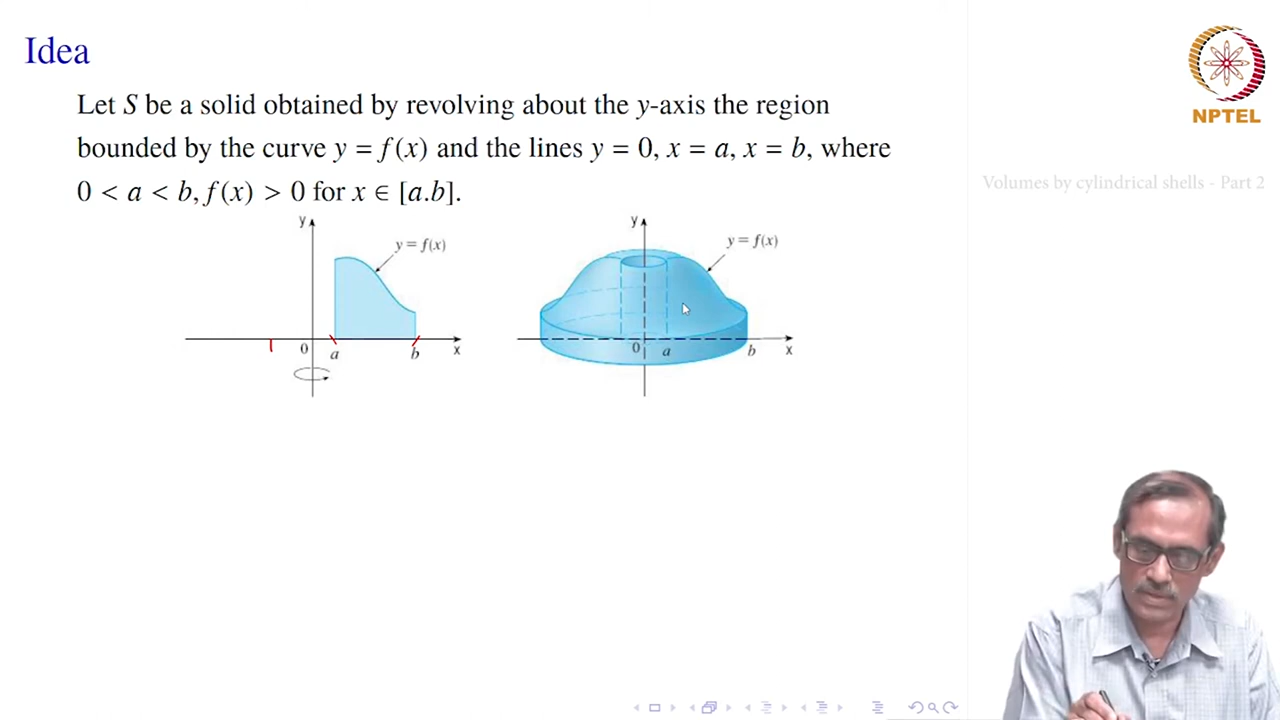 Idea
NPTEL
Let S be a solid obtained by revolving about the y-axis the region
bounded by the curve y = f(x) and the lines y = 0, x = a, x = b, where
0 < a < b, f(x) > 0 for x ∈ [a.b].
Volumes by cylindrical shells - Part 2
y
y = f(x)
0
a
b
x
y
y = f(x)
0
a
b
x